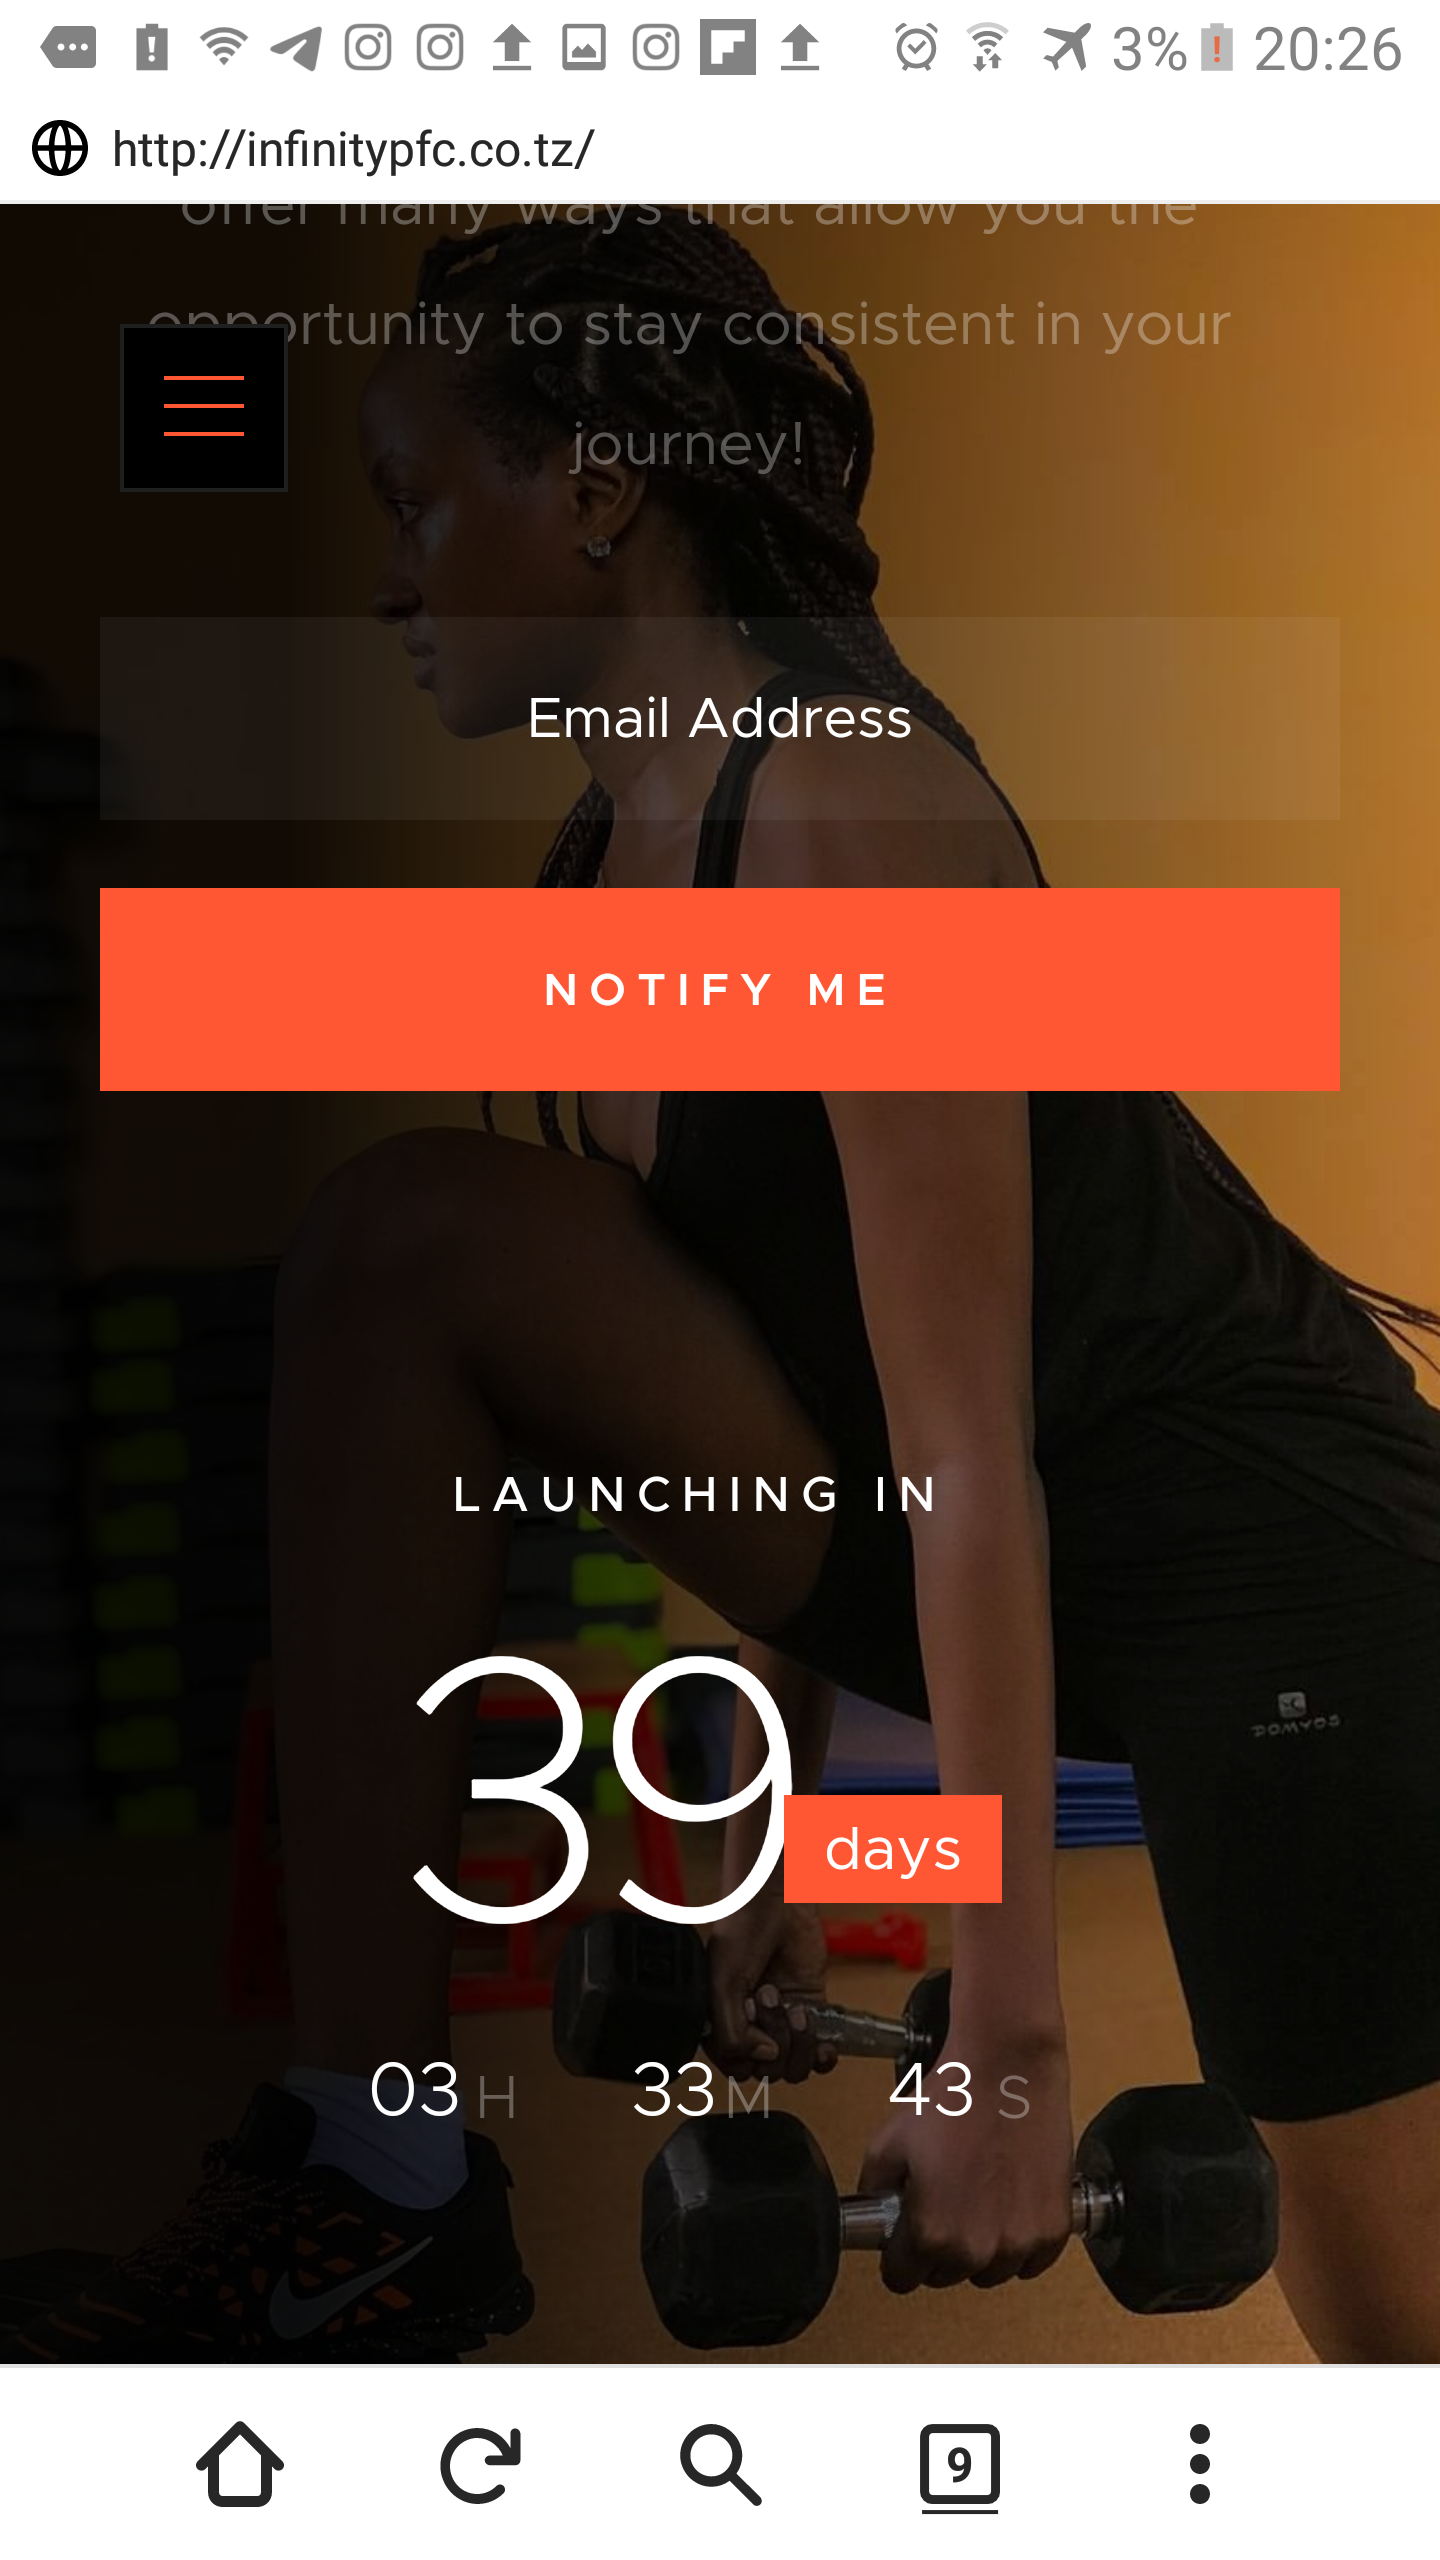 3% 20:26
http://infinitypfc.co.tz/
offer many ways that allow you the
opportunity to stay consistent in your
journey!
Email Address
NOTIFY ME
LAUNCHING IN
39 days
03 H 33 M 43 S
DOMYOS
9